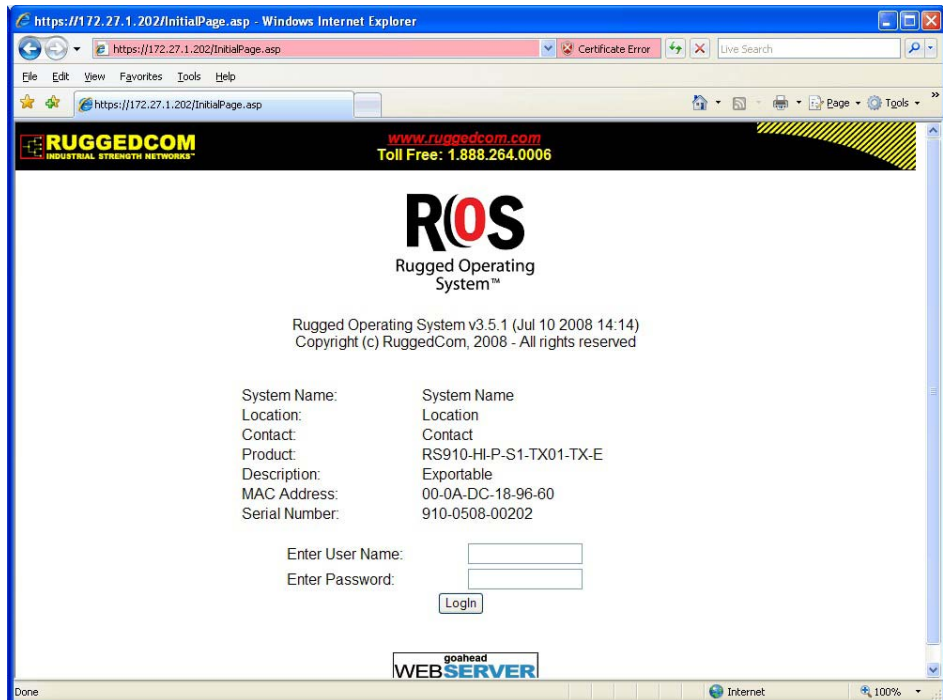 https://172.27.1.202/InitialPage.asp - Windows Internet Explorer
https://172.27.1.202/InitialPage.asp
Certificate Error
Live Search
File Edit View Favorites Tools Help
https://172.27.1.202/InitialPage.asp
Page
Tools
»
RUGGEDCOM
INDUSTRIAL STRENGTH NETWORKS™
www.ruggedcom.com
Toll Free: 1.888.264.0006
ROS
Rugged Operating
System™
Rugged Operating System v3.5.1 (Jul 10 2008 14:14)
Copyright (c) RuggedCom, 2008 - All rights reserved
System Name: System Name
Location: Location
Contact: Contact
Product: RS910-HI-P-S1-TX01-TX-E
Description: Exportable
MAC Address: 00-0A-DC-18-96-60
Serial Number: 910-0508-00202
Enter User Name:
Enter Password:
LogIn
goahead
WEBSERVER
Done
Internet
100%